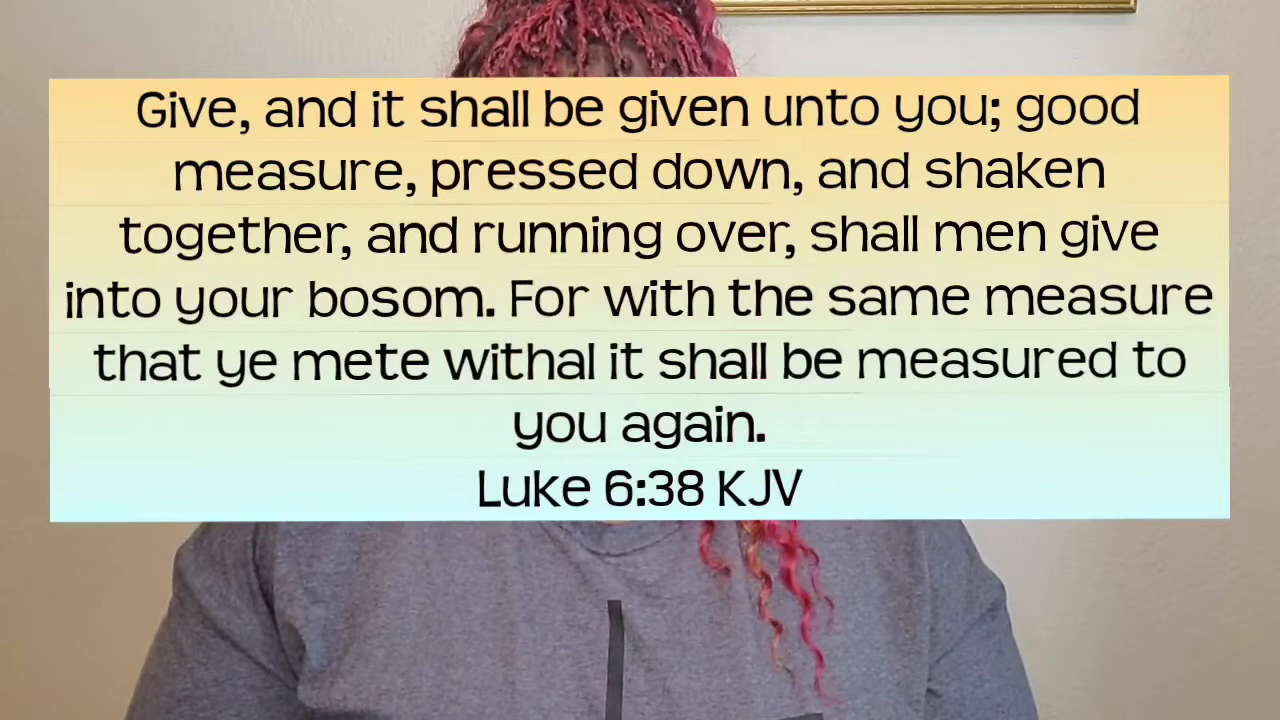 Give, and it shall be given unto you; good
measure, pressed down, and shaken
together, and running over, shall men give
into your bosom. For with the same measure
that ye mete withal it shall be measured to
you again.
Luke 6:38 KJV